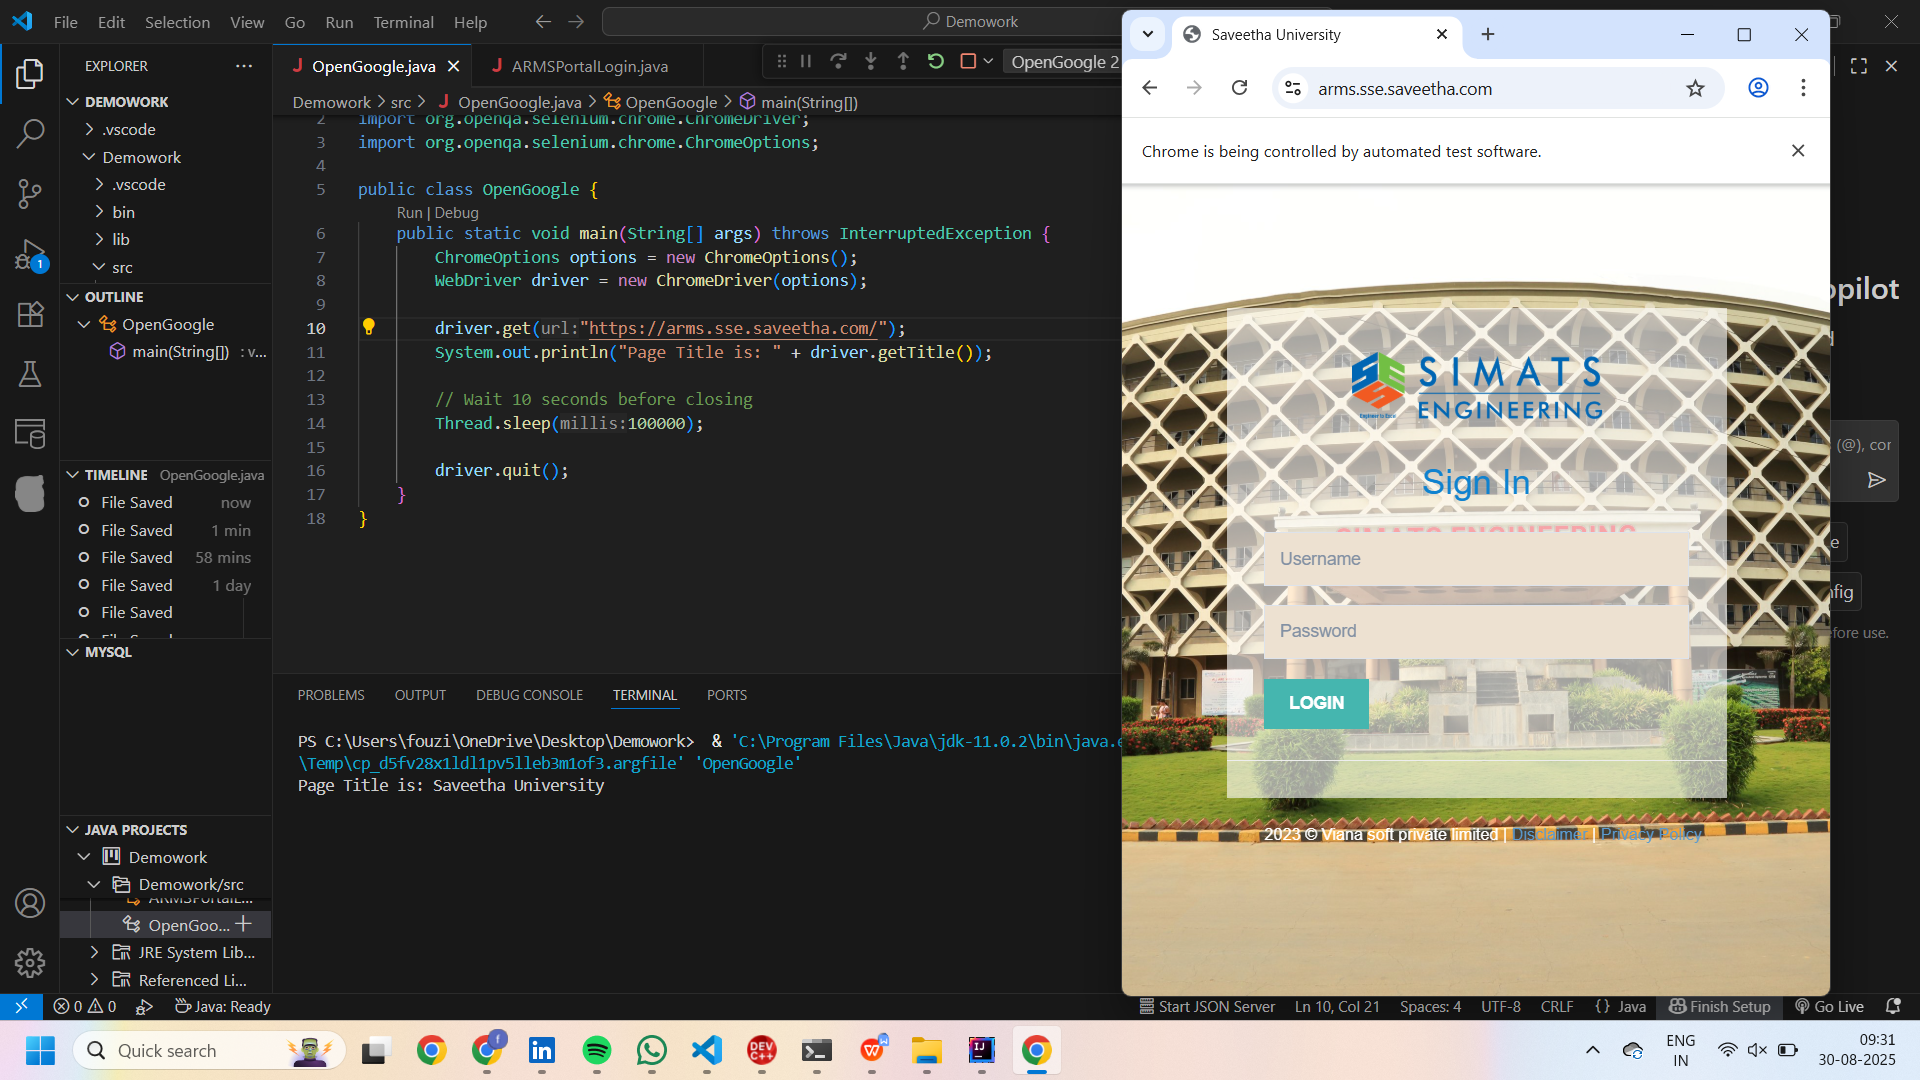 File Edit Selection View Go Run Terminal Help
Demowork
EXPLORER
DEMOWORK
.vscode
Demowork
.vscode
bin
lib
src
OUTLINE
OpenGoogle
main(String[]) : v...
TIMELINE OpenGoogle.java
File Saved now
File Saved 1 min
File Saved 58 mins
File Saved 1 day
File Saved
MYSQL
JAVA PROJECTS
Demowork
Demowork/src
OpenGoo...
JRE System Lib...
Referenced Li...
OpenGoogle.java
ARMSPortalLogin.java
OpenGoogle 2
Demowork > src > OpenGoogle.java > OpenGoogle > main(String[])
2 import org.openqa.selenium.chrome.ChromeDriver;
3 import org.openqa.selenium.chrome.ChromeOptions;
4
5 public class OpenGoogle {
Run | Debug
6 public static void main(String[] args) throws InterruptedException {
7 ChromeOptions options = new ChromeOptions();
8 WebDriver driver = new ChromeDriver(options);
9
10 driver.get(url:"https://arms.sse.saveetha.com/");
11 System.out.println("Page Title is: " + driver.getTitle());
12
13 // Wait 10 seconds before closing
14 Thread.sleep(millis:100000);
15
16 driver.quit();
17 }
18 }
PROBLEMS OUTPUT DEBUG CONSOLE TERMINAL PORTS
PS C:\Users\fouzi\OneDrive\Desktop\Demowork> & 'C:\Program Files\Java\jdk-11.0.2\bin\java.e
\Temp\cp_d5fv28x1ldl1pv5lleb3m1of3.argfile' 'OpenGoogle'
Page Title is: Saveetha University
Saveetha University
arms.sse.saveetha.com
Chrome is being controlled by automated test software.
SIMATS
ENGINEERING
Engineer to Excel
Sign In
SIMATS ENGINEERING
Username
Password
LOGIN
2023 © Viana soft private limited | Disclaimer | Privacy Policy
opilot
(@), cor
efore use.
1
0 0 Java: Ready
Start JSON Server Ln 10, Col 21 Spaces: 4 UTF-8 CRLF {} Java Finish Setup Go Live
Quick search
f
DEV
C++
W
IJ
ENG
IN
09:31
30-08-2025